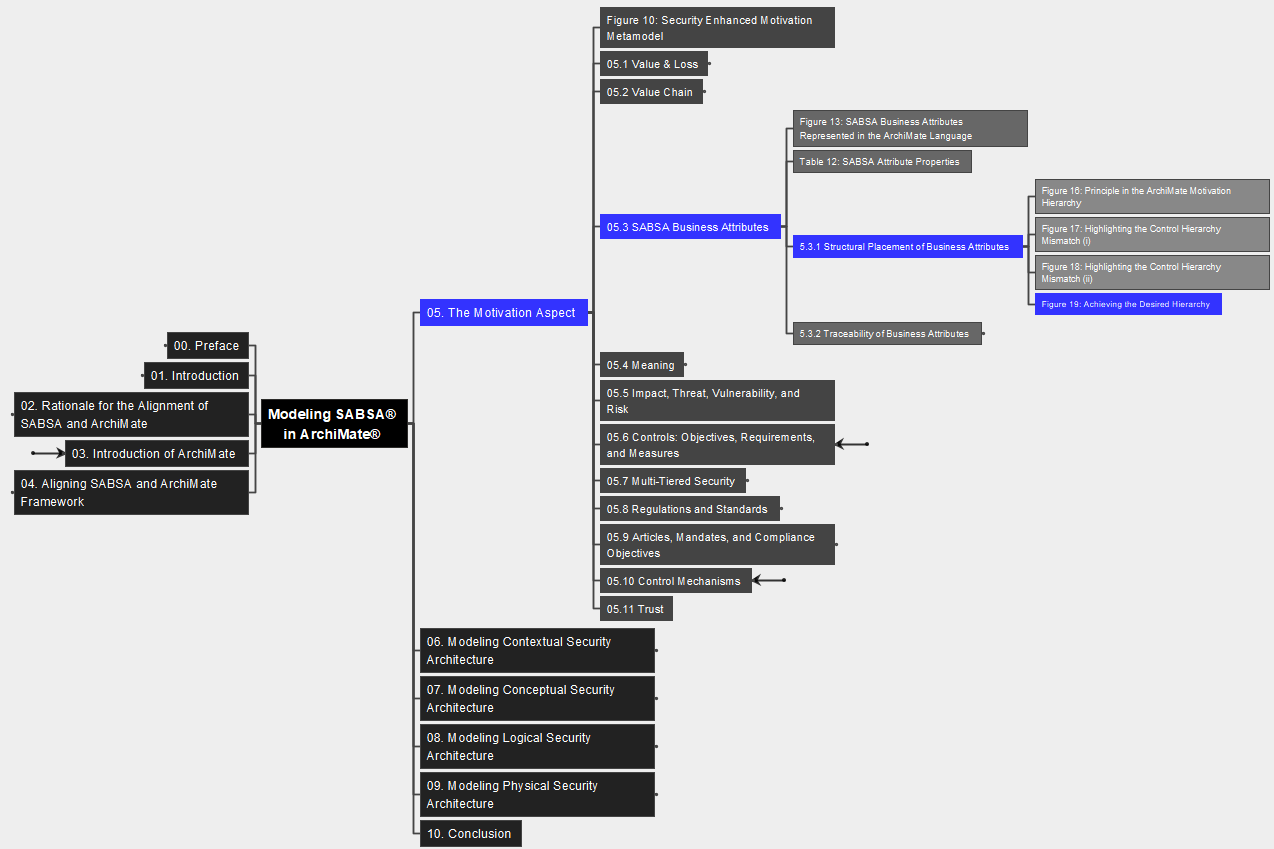 Modeling SABSA®
in ArchiMate®
00. Preface
01. Introduction
02. Rationale for the Alignment of
SABSA and ArchiMate
03. Introduction of ArchiMate
04. Aligning SABSA and ArchiMate
Framework
05. The Motivation Aspect
Figure 10: Security Enhanced Motivation
Metamodel
05.1 Value & Loss
05.2 Value Chain
05.3 SABSA Business Attributes
Figure 13: SABSA Business Attributes
Represented in the ArchiMate Language
Table 12: SABSA Attribute Properties
5.3.1 Structural Placement of Business Attributes
Figure 16: Principle in the ArchiMate Motivation
Hierarchy
Figure 17: Highlighting the Control Hierarchy
Mismatch (i)
Figure 18: Highlighting the Control Hierarchy
Mismatch (ii)
Figure 19: Achieving the Desired Hierarchy
5.3.2 Traceability of Business Attributes
05.4 Meaning
05.5 Impact, Threat, Vulnerability, and
Risk
05.6 Controls: Objectives, Requirements,
and Measures
05.7 Multi-Tiered Security
05.8 Regulations and Standards
05.9 Articles, Mandates, and Compliance
Objectives
05.10 Control Mechanisms
05.11 Trust
06. Modeling Contextual Security
Architecture
07. Modeling Conceptual Security
Architecture
08. Modeling Logical Security
Architecture
09. Modeling Physical Security
Architecture
10. Conclusion